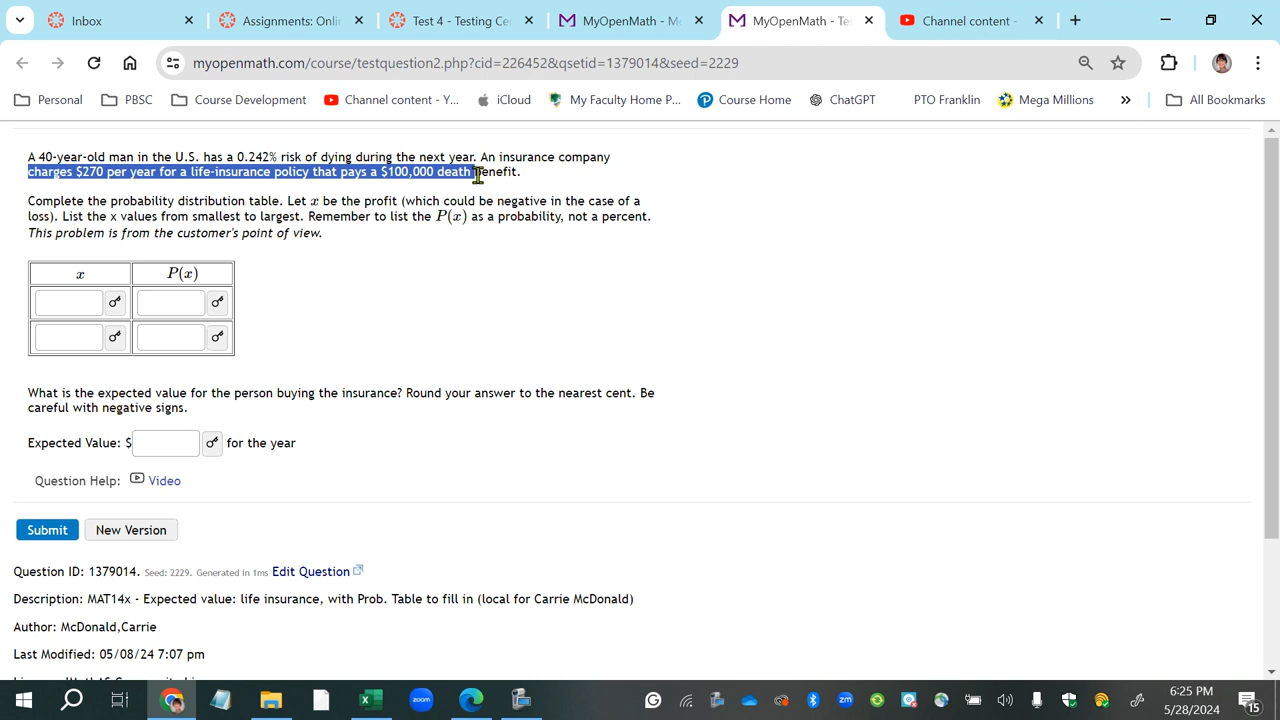 Inbox
Assignments: Onli
Test 4 - Testing Ce
MyOpenMath - M
MyOpenMath - Te
Channel content -
myopenmath.com/course/testquestion2.php?cid=226452&qsetid=1379014&seed=2229
Personal
PBSC
Course Development
Channel content - Y...
iCloud
My Faculty Home P...
Course Home
ChatGPT
PTO Franklin
Mega Millions
All Bookmarks
A 40-year-old man in the U.S. has a 0.242% risk of dying during the next year. An insurance company
charges $270 per year for a life-insurance policy that pays a $100,000 death benefit.
Complete the probability distribution table. Let x be the profit (which could be negative in the case of a
loss). List the x values from smallest to largest. Remember to list the P(x) as a probability, not a percent.
This problem is from the customer's point of view.
x P(x)
What is the expected value for the person buying the insurance? Round your answer to the nearest cent. Be
careful with negative signs.
Expected Value: $ for the year
Question Help: Video
Submit New Version
Question ID: 1379014. Seed: 2229. Generated in 1ms Edit Question
Description: MAT14x - Expected value: life insurance, with Prob. Table to fill in (local for Carrie McDonald)
Author: McDonald,Carrie
Last Modified: 05/08/24 7:07 pm
zoom
zm
6:25 PM
5/28/2024
15